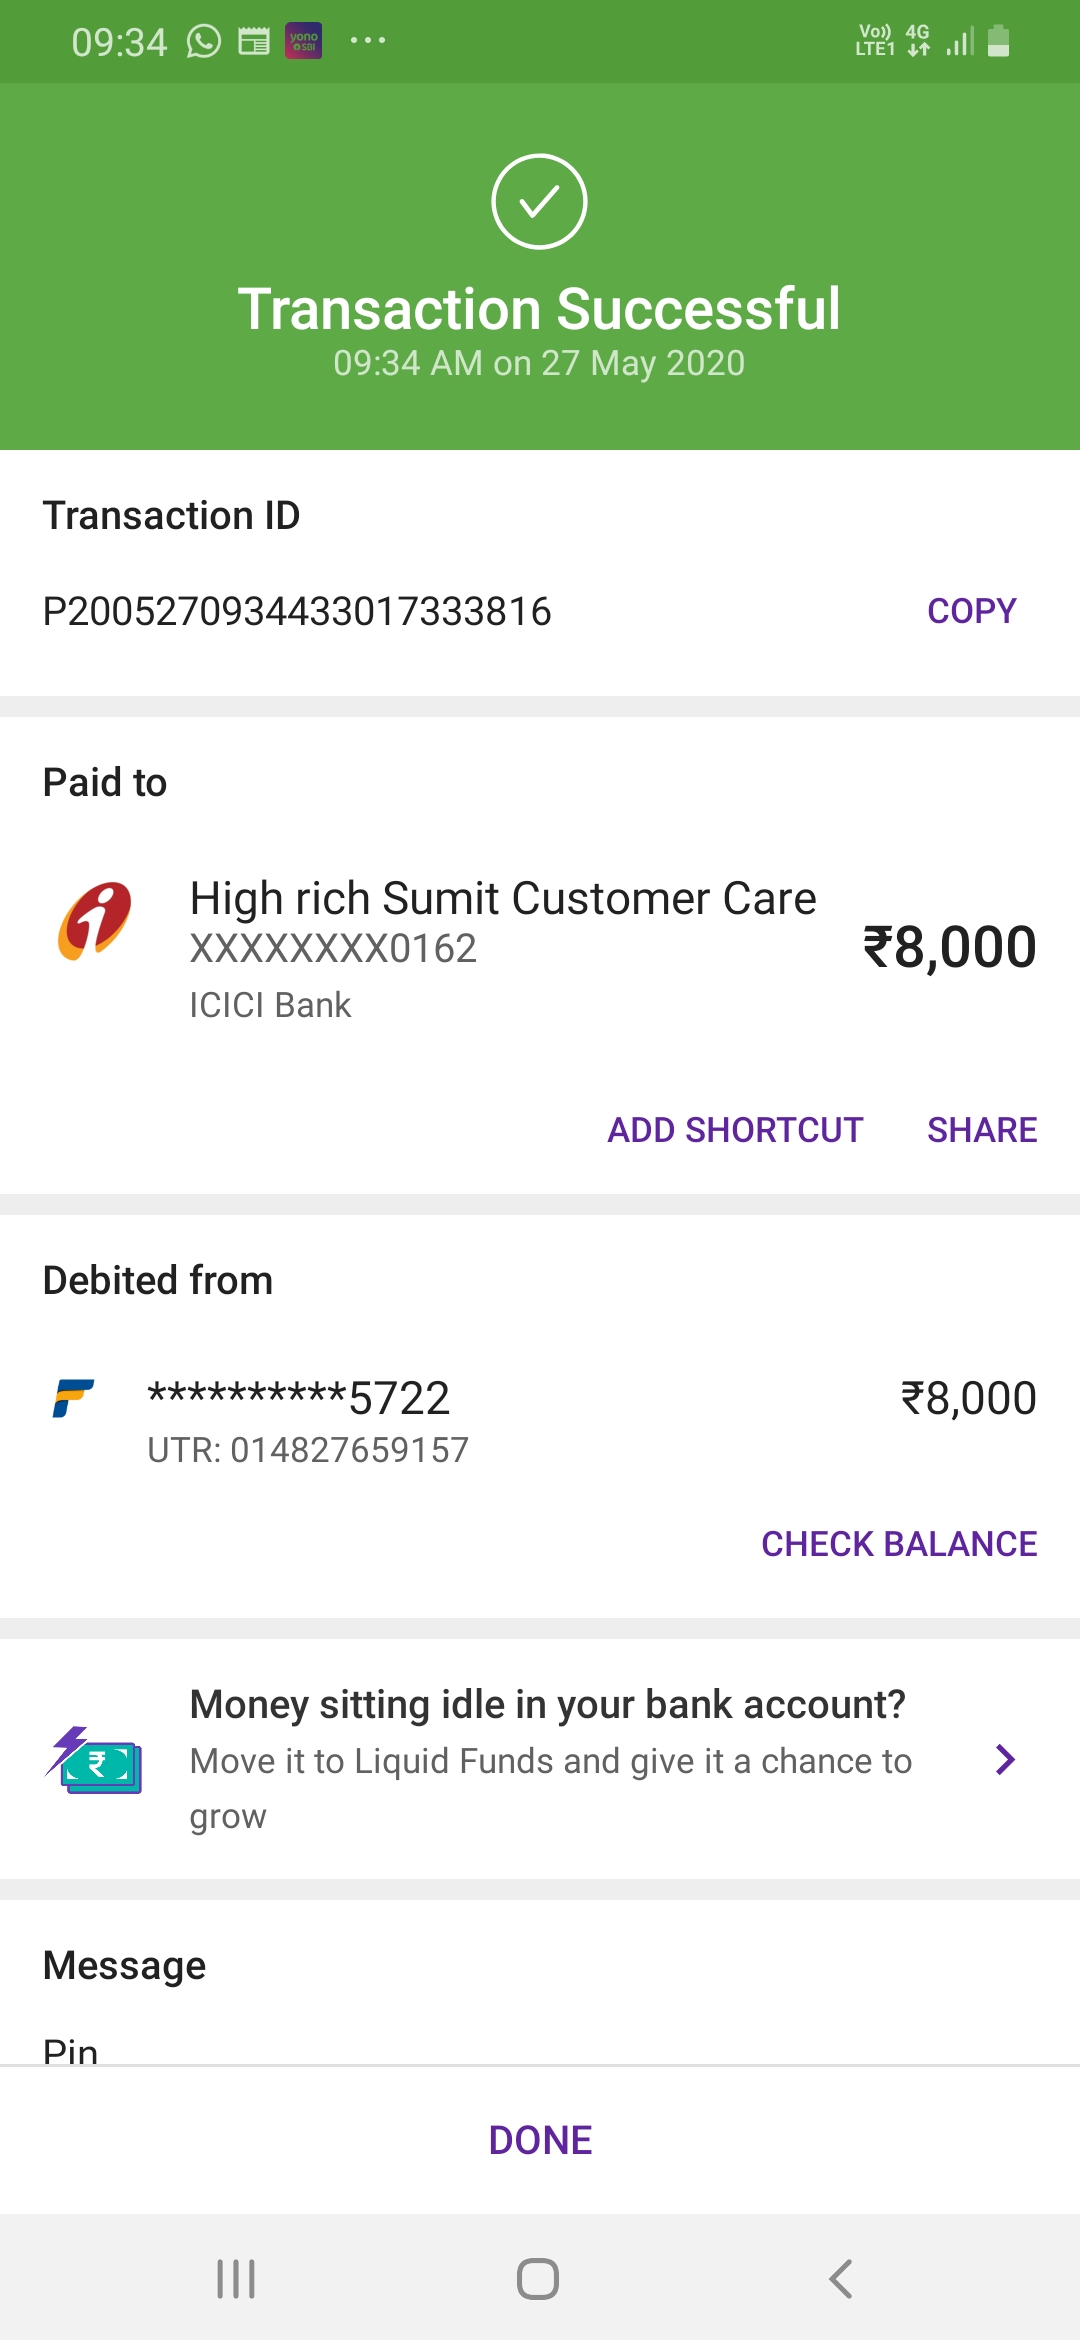 09:34
yono
SBI
Vo)) 4G
LTE1
Transaction Successful
09:34 AM on 27 May 2020
Transaction ID
P2005270934433017333816
COPY
Paid to
High rich Sumit Customer Care
XXXXXXXX0162
₹8,000
ICICI Bank
ADD SHORTCUT SHARE
Debited from
**********5722
₹8,000
UTR: 014827659157
CHECK BALANCE
Money sitting idle in your bank account?
Move it to Liquid Funds and give it a chance to
grow
Message
Pin
DONE